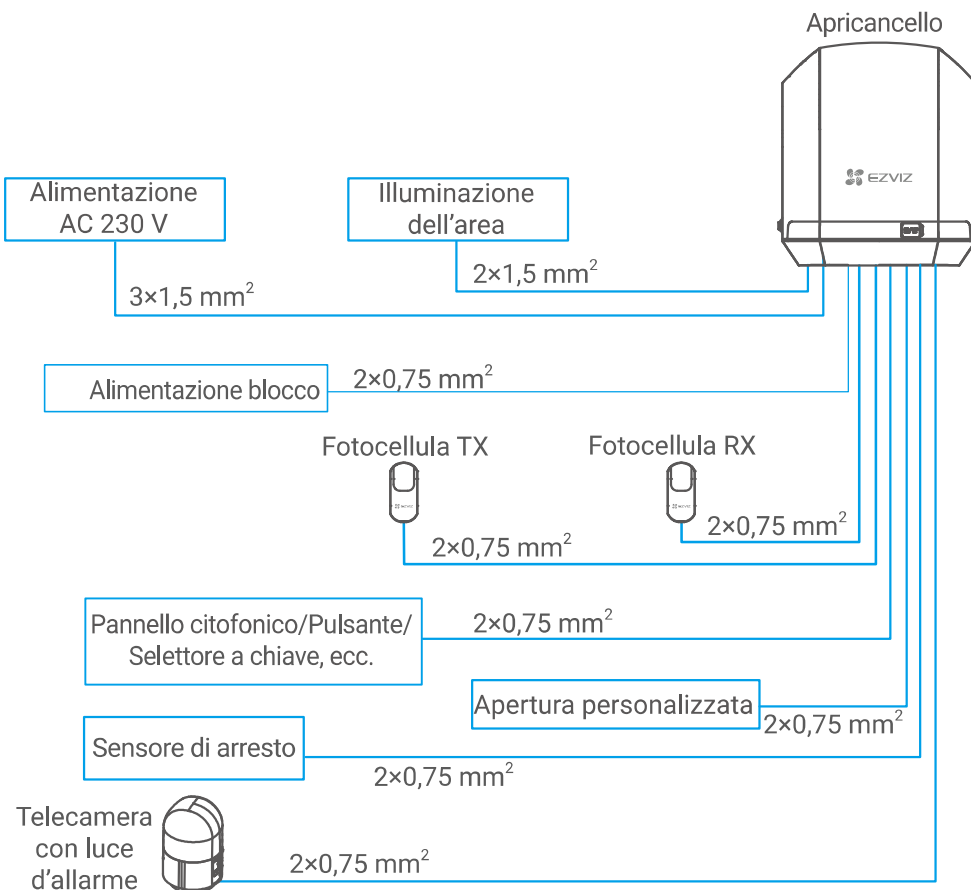 Apricancello
EZVIZ
Alimentazione
AC 230 V
Illuminazione
dell’area
2×1,5 mm²
3×1,5 mm²
Alimentazione blocco
2×0,75 mm²
Fotocellula TX
Fotocellula RX
EZVIZ
EZVIZ
2×0,75 mm²
2×0,75 mm²
Pannello citofonico/Pulsante/
Selettore a chiave, ecc.
2×0,75 mm²
Apertura personalizzata
2×0,75 mm²
Sensore di arresto
2×0,75 mm²
Telecamera
con luce
d’allarme
2×0,75 mm²